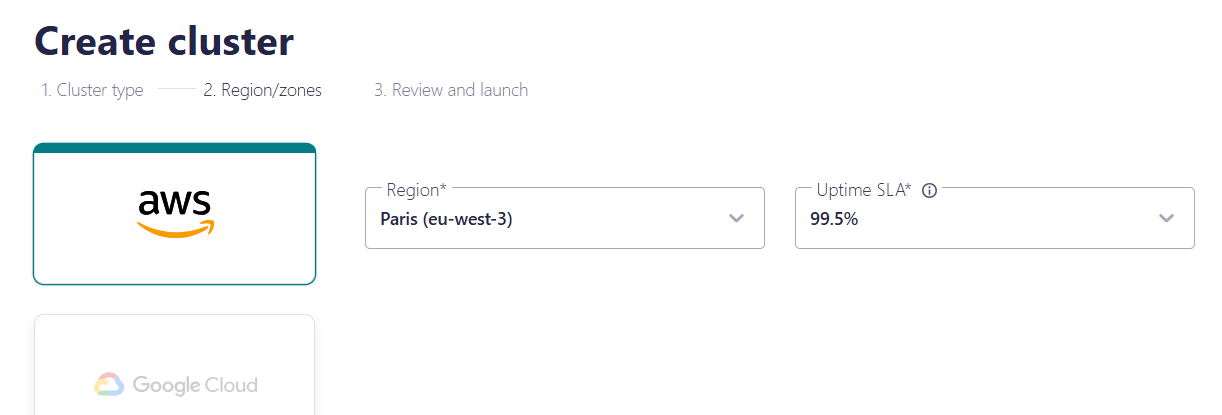 Create cluster
1. Cluster type 2. Region/zones 3. Review and launch
aws
Region* Uptime SLA*
Paris (eu-west-3) 99.5%
Google Cloud